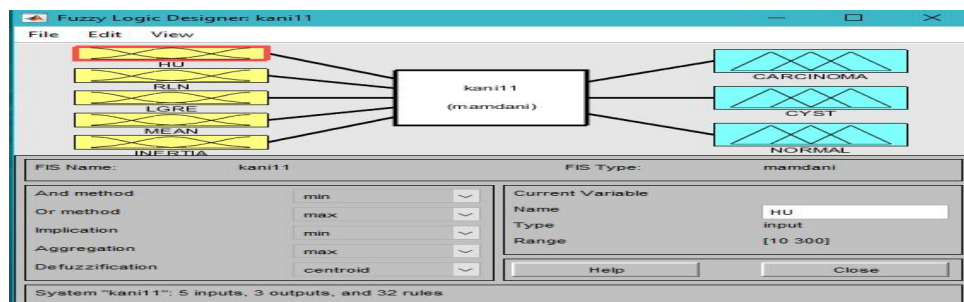 Fuzzy Logic Designer: kani11
File Edit View
HU
RLN
LGRE
MEAN
INERTIA
kani11
(mamdani)
CARCINOMA
CYST
NORMAL
FIS Name: kani11 FIS Type: mamdani
And method min
Or method max
Implication min
Aggregation max
Defuzzification centroid
Current Variable
Name HU
Type input
Range [10 300]
Help Close
System "kani11": 5 inputs, 3 outputs, and 32 rules